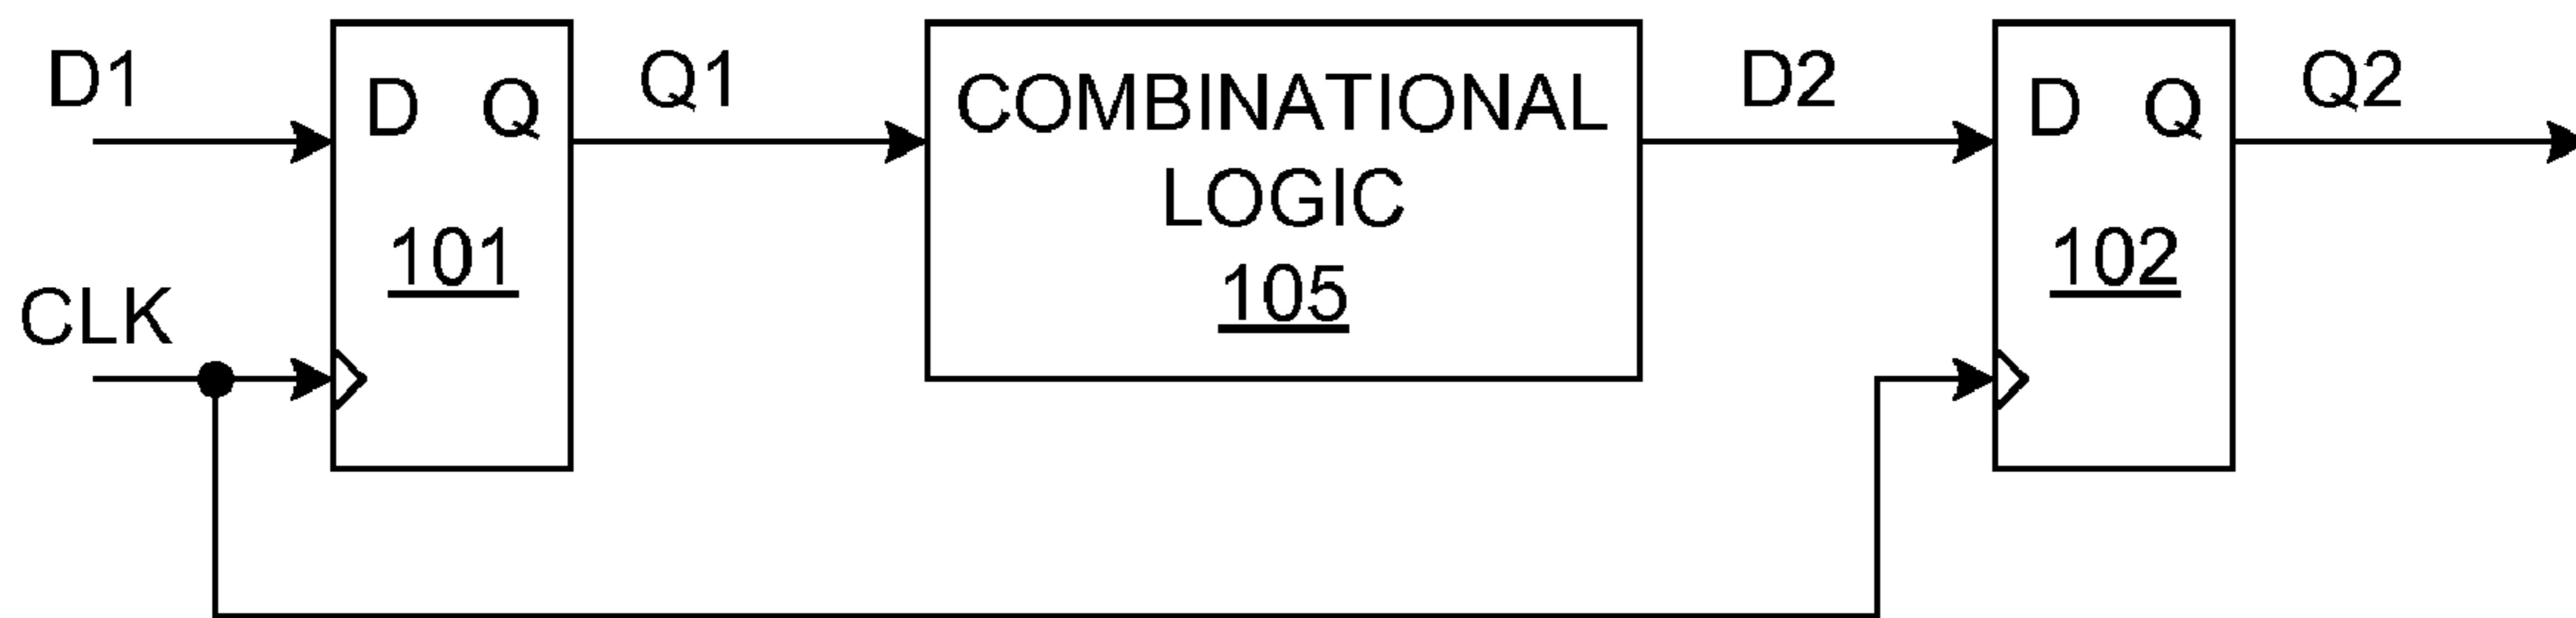 D1
D Q
Q1
COMBINATIONAL
LOGIC
105
D2
D Q
Q2
101
102
CLK